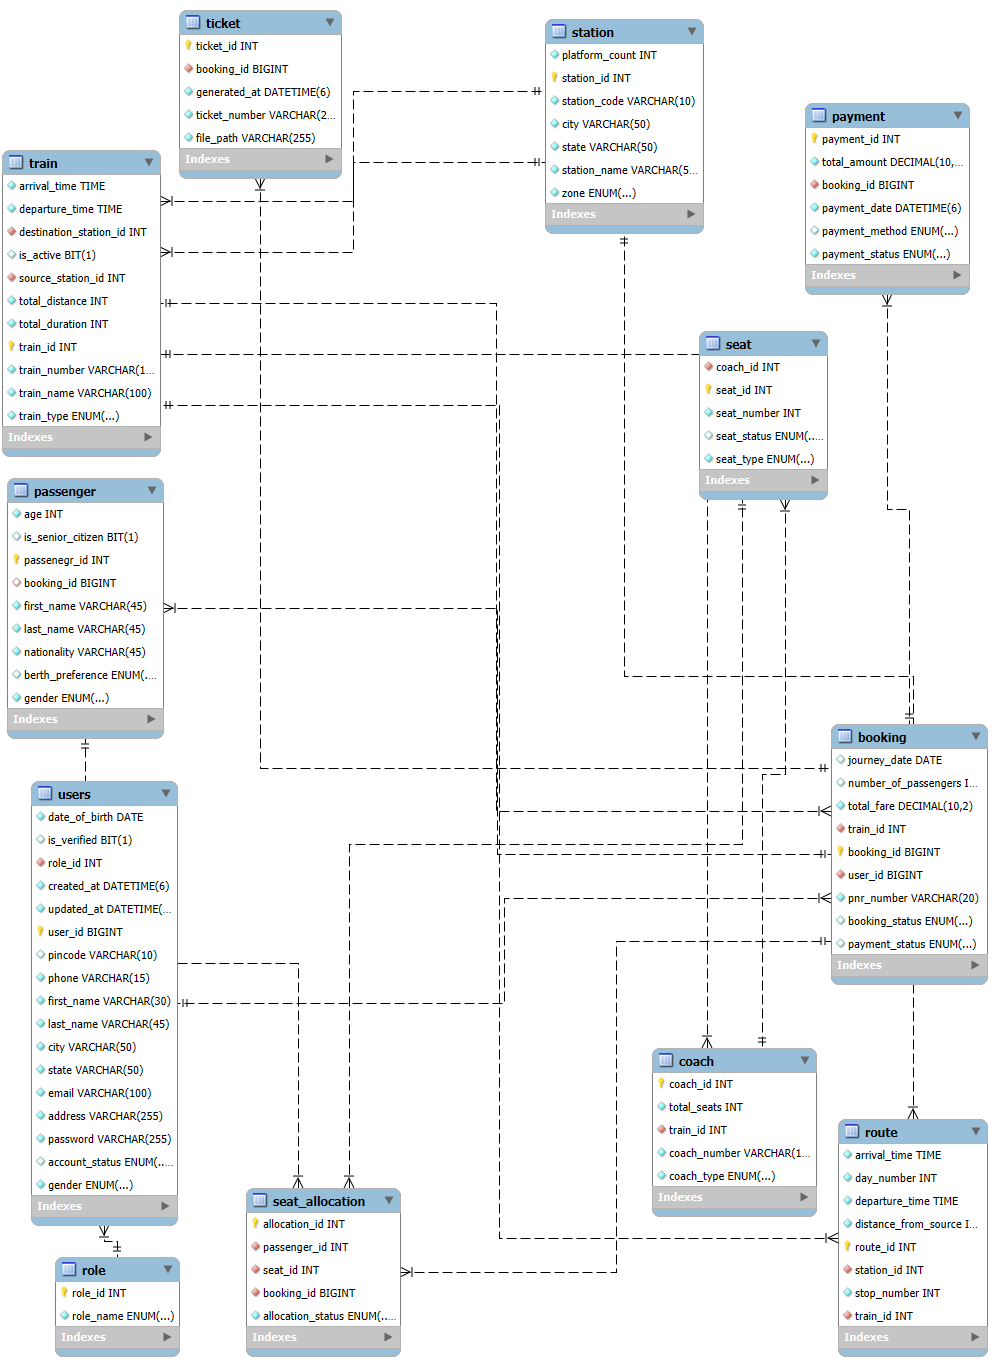 ticket
ticket_id INT
booking_id BIGINT
generated_at DATETIME(6)
ticket_number VARCHAR(2...
file_path VARCHAR(255)
Indexes
station
platform_count INT
station_id INT
station_code VARCHAR(10)
city VARCHAR(50)
state VARCHAR(50)
station_name VARCHAR(5...
zone ENUM(...)
Indexes
payment
payment_id INT
total_amount DECIMAL(10,...
booking_id BIGINT
payment_date DATETIME(6)
payment_method ENUM(...)
payment_status ENUM(...)
Indexes
train
arrival_time TIME
departure_time TIME
destination_station_id INT
is_active BIT(1)
source_station_id INT
total_distance INT
total_duration INT
train_id INT
train_number VARCHAR(1...
train_name VARCHAR(100)
train_type ENUM(...)
Indexes
seat
coach_id INT
seat_id INT
seat_number INT
seat_status ENUM(.....
seat_type ENUM(...)
Indexes
passenger
age INT
is_senior_citizen BIT(1)
passenegr_id INT
booking_id BIGINT
first_name VARCHAR(45)
last_name VARCHAR(45)
nationality VARCHAR(45)
berth_preference ENUM(....
gender ENUM(...)
Indexes
booking
journey_date DATE
number_of_passengers I...
total_fare DECIMAL(10,2)
train_id INT
booking_id BIGINT
user_id BIGINT
pnr_number VARCHAR(20)
booking_status ENUM(...)
payment_status ENUM(...)
Indexes
users
date_of_birth DATE
is_verified BIT(1)
role_id INT
created_at DATETIME(6)
updated_at DATETIME(...
user_id BIGINT
pincode VARCHAR(10)
phone VARCHAR(15)
first_name VARCHAR(30)
last_name VARCHAR(45)
city VARCHAR(50)
state VARCHAR(50)
email VARCHAR(100)
address VARCHAR(255)
password VARCHAR(255)
account_status ENUM(.....
gender ENUM(...)
Indexes
coach
coach_id INT
total_seats INT
train_id INT
coach_number VARCHAR(1...
coach_type ENUM(...)
Indexes
route
arrival_time TIME
day_number INT
departure_time TIME
distance_from_source I...
route_id INT
station_id INT
stop_number INT
train_id INT
Indexes
seat_allocation
allocation_id INT
passenger_id INT
seat_id INT
booking_id BIGINT
allocation_status ENUM(.....
Indexes
role
role_id INT
role_name ENUM(...)
Indexes